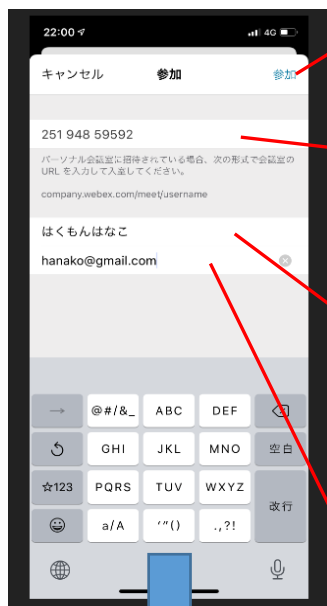 22:00 4G
キャンセル 参加 参加
251 948 59592
パーソナル会議室に招待されている場合、次の形式で会議室の
URL を入力して入室してください。
company.webex.com/meet/username
はくもんはなこ
hanako@gmail.com
→ @#/&_ ABC DEF
GHI JKL MNO 空白
☆123 PQRS TUV WXYZ
改行
a/A ’”() .,?!